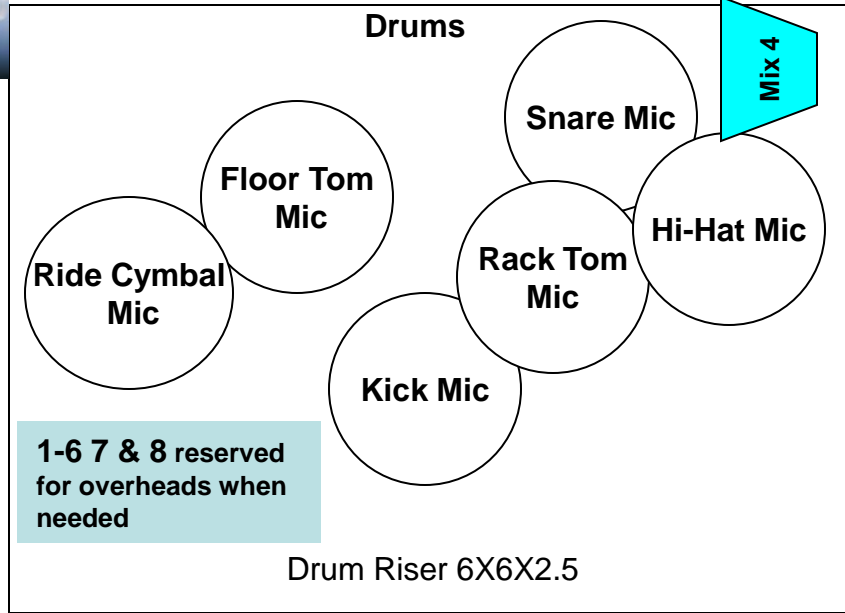 Drums
Mix 4
Snare Mic
Floor Tom
Mic
Hi-Hat Mic
Rack Tom
Mic
Ride Cymbal
Mic
Kick Mic
1-6 7 & 8 reserved
for overheads when
needed
Drum Riser 6X6X2.5